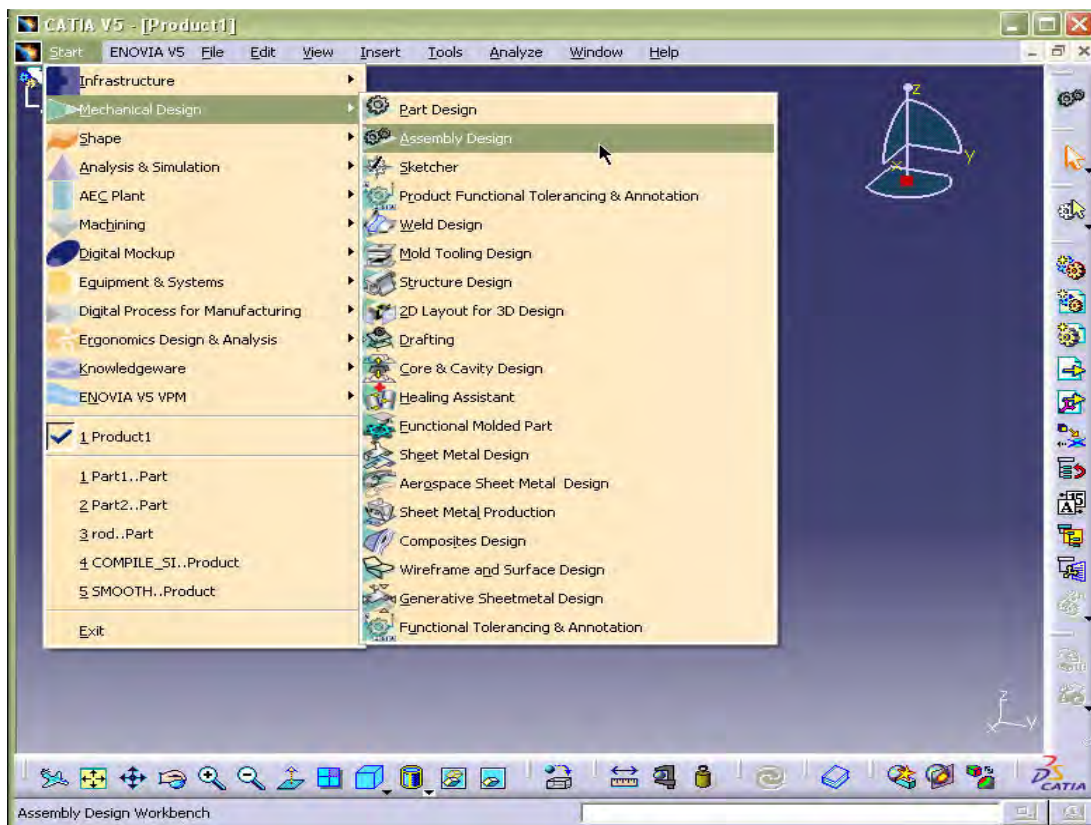 CATIA V5 - [Product1]
Start ENOVIA V5 File Edit View Insert Tools Analyze Window Help
Infrastructure
Mechanical Design
Shape
Analysis & Simulation
AEC Plant
Machining
Digital Mockup
Equipment & Systems
Digital Process for Manufacturing
Ergonomics Design & Analysis
Knowledgeware
ENOVIA V5 VPM
1 Product1
1 Part1..Part
2 Part2..Part
3 rod..Part
4 COMPILE_SI..Product
5 SMOOTH..Product
Exit
Part Design
Assembly Design
Sketcher
Product Functional Tolerancing & Annotation
Weld Design
Mold Tooling Design
Structure Design
2D Layout for 3D Design
Drafting
Core & Cavity Design
Healing Assistant
Functional Molded Part
Sheet Metal Design
Aerospace Sheet Metal Design
Sheet Metal Production
Composites Design
Wireframe and Surface Design
Generative Sheetmetal Design
Functional Tolerancing & Annotation
z
y
x
z
x
y
CATIA
Assembly Design Workbench